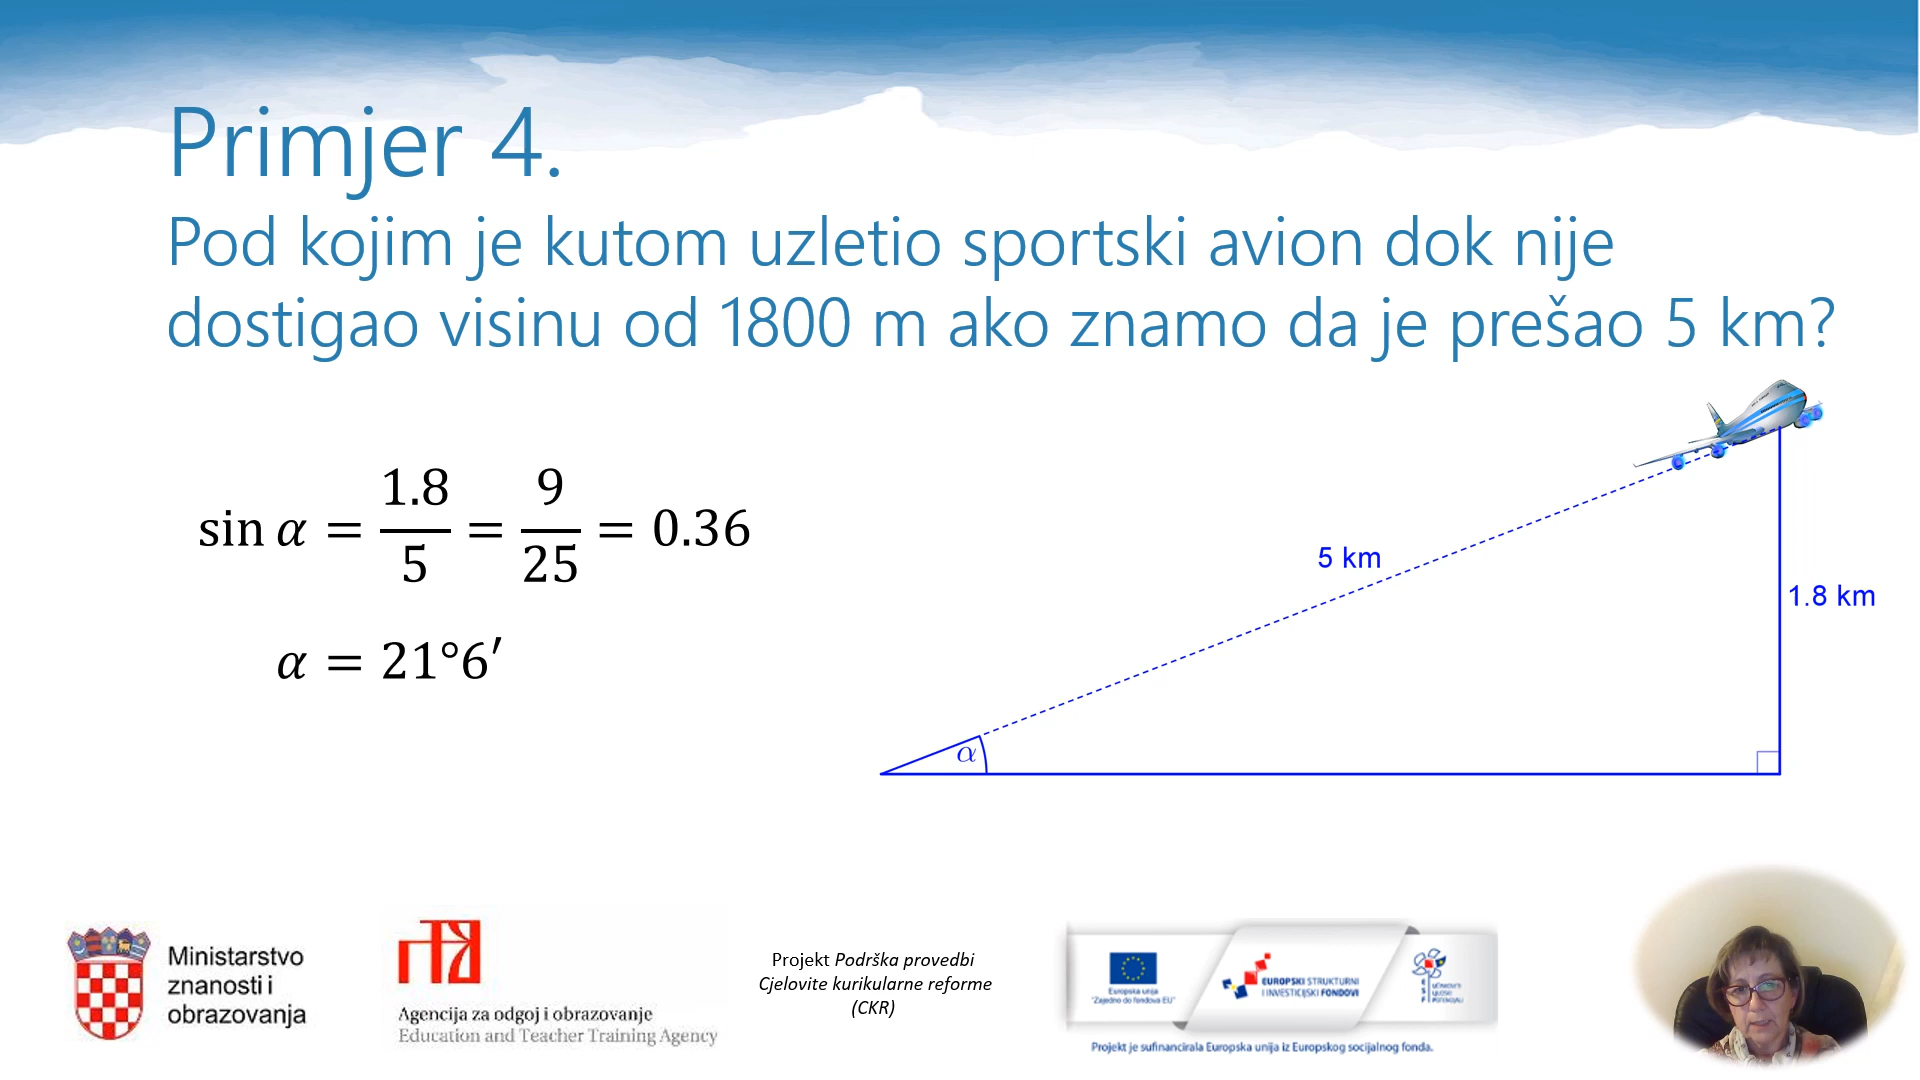 Primjer 4.
Pod kojim je kutom uzletio sportski avion dok nije
dostigao visinu od 1800 m ako znamo da je prešao 5 km?
sin α = 1.8/5 = 9/25 = 0.36
α = 21°6′
5 km
1.8 km
α
Ministarstvo
znanosti i
obrazovanja
Agencija za odgoj i obrazovanje
Education and Teacher Training Agency
Projekt Podrška provedbi
Cjelovite kurikularne reforme
(CKR)
Europska unija
"Zajedno do fondova EU"
EUROPSKI STRUKTURNI
I INVESTICIJSKI FONDOVI
Projekt je sufinancirala Europska unija iz Europskog socijalnog fonda.